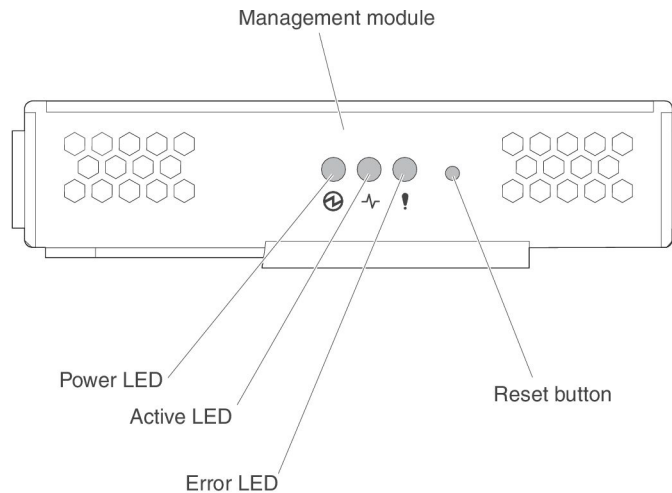 Management module
Power LED
Active LED
Reset button
Error LED